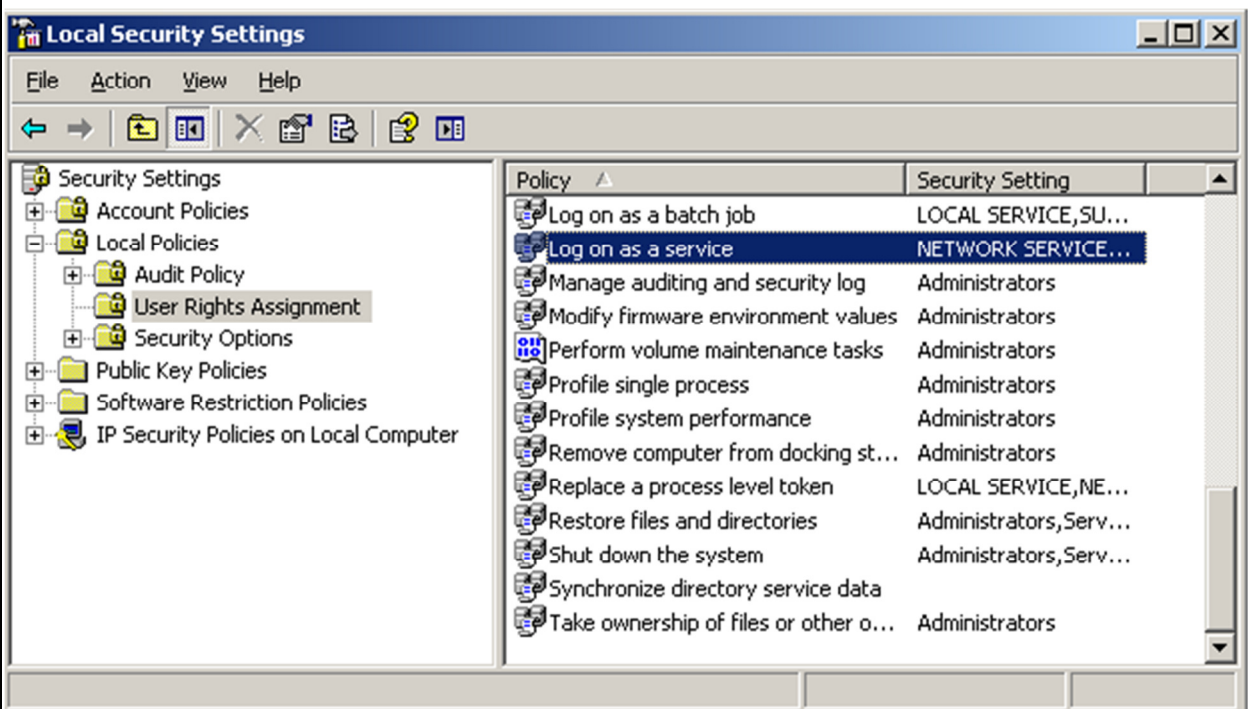 Local Security Settings
File Action View Help
Security Settings
Account Policies
Local Policies
Audit Policy
User Rights Assignment
Security Options
Public Key Policies
Software Restriction Policies
IP Security Policies on Local Computer
Policy Security Setting
Log on as a batch job LOCAL SERVICE,SU...
Log on as a service NETWORK SERVICE...
Manage auditing and security log Administrators
Modify firmware environment values Administrators
Perform volume maintenance tasks Administrators
Profile single process Administrators
Profile system performance Administrators
Remove computer from docking st... Administrators
Replace a process level token LOCAL SERVICE,NE...
Restore files and directories Administrators,Serv...
Shut down the system Administrators,Serv...
Synchronize directory service data
Take ownership of files or other o... Administrators